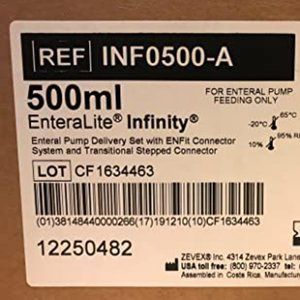 REF INF0500-A
500ml
EnteraLite® Infinity®
FOR ENTERAL PUMP
FEEDING ONLY
Enteral Pump Delivery Set with ENFit Connector
System and Transitional Stepped Connector
-20°C
65°C
10%
95% R
LOT CF1634463
(01)38148440000266(17)191210(10)CF1634463
12250482
ZEVEX® Inc. 4314 Zevex Park Lane
USA toll free: (800) 970-2337
Assembled in Costa Rica.